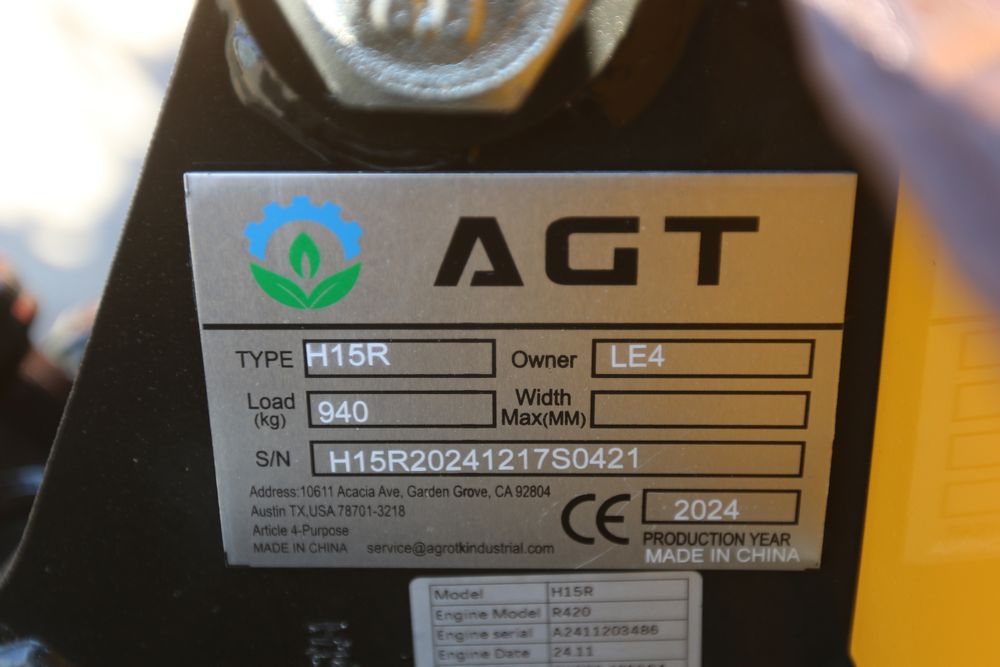 AGT
TYPE H15R Owner LE4
Load (kg) 940 Width Max(MM)
S/N H15R20241217S0421
Address:10611 Acacia Ave, Garden Grove, CA 92804
Austin TX,USA 78701-3218
Article 4-Purpose
MADE IN CHINA service@agrotkindustrial.com
CE 2024
PRODUCTION YEAR
MADE IN CHINA
Model H15R
Engine Model R420
Engine serial A2411203486
Engine Date 24.11